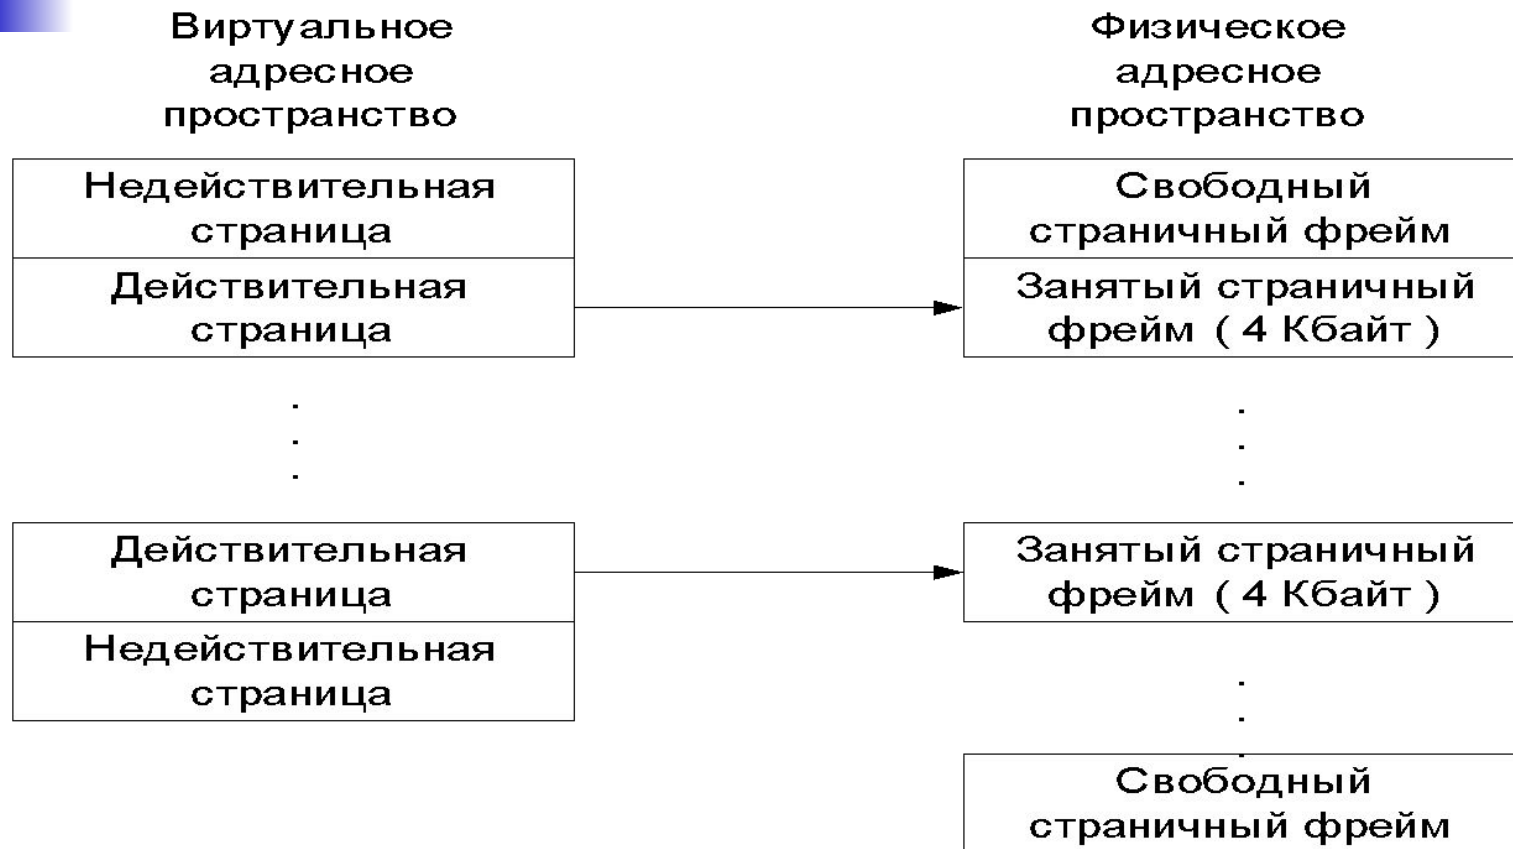 Виртуальное
адресное
пространство
Физическое
адресное
пространство
Недействительная
страница
Свободный
страничный фрейм
Действительная
страница
Занятый страничный
фрейм ( 4 Кбайт )
Действительная
страница
Занятый страничный
фрейм ( 4 Кбайт )
Недействительная
страница
Свободный
страничный фрейм